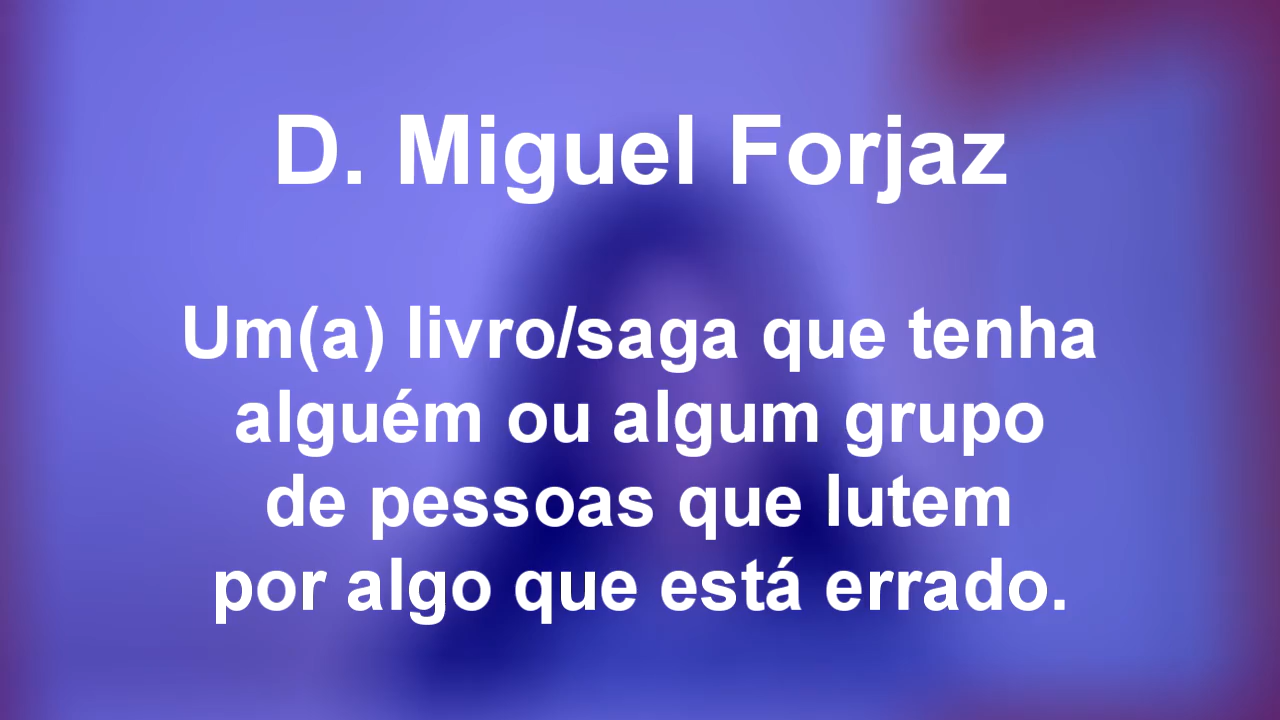 D. Miguel Forjaz
Um(a) livro/saga que tenha
alguém ou algum grupo
de pessoas que lutem
por algo que está errado.